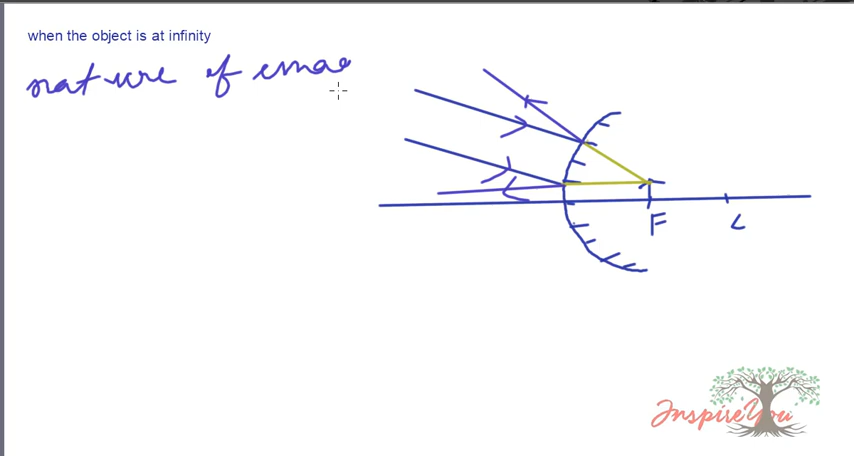 when the object is at infinity
nature of image
F
C
InspireYou